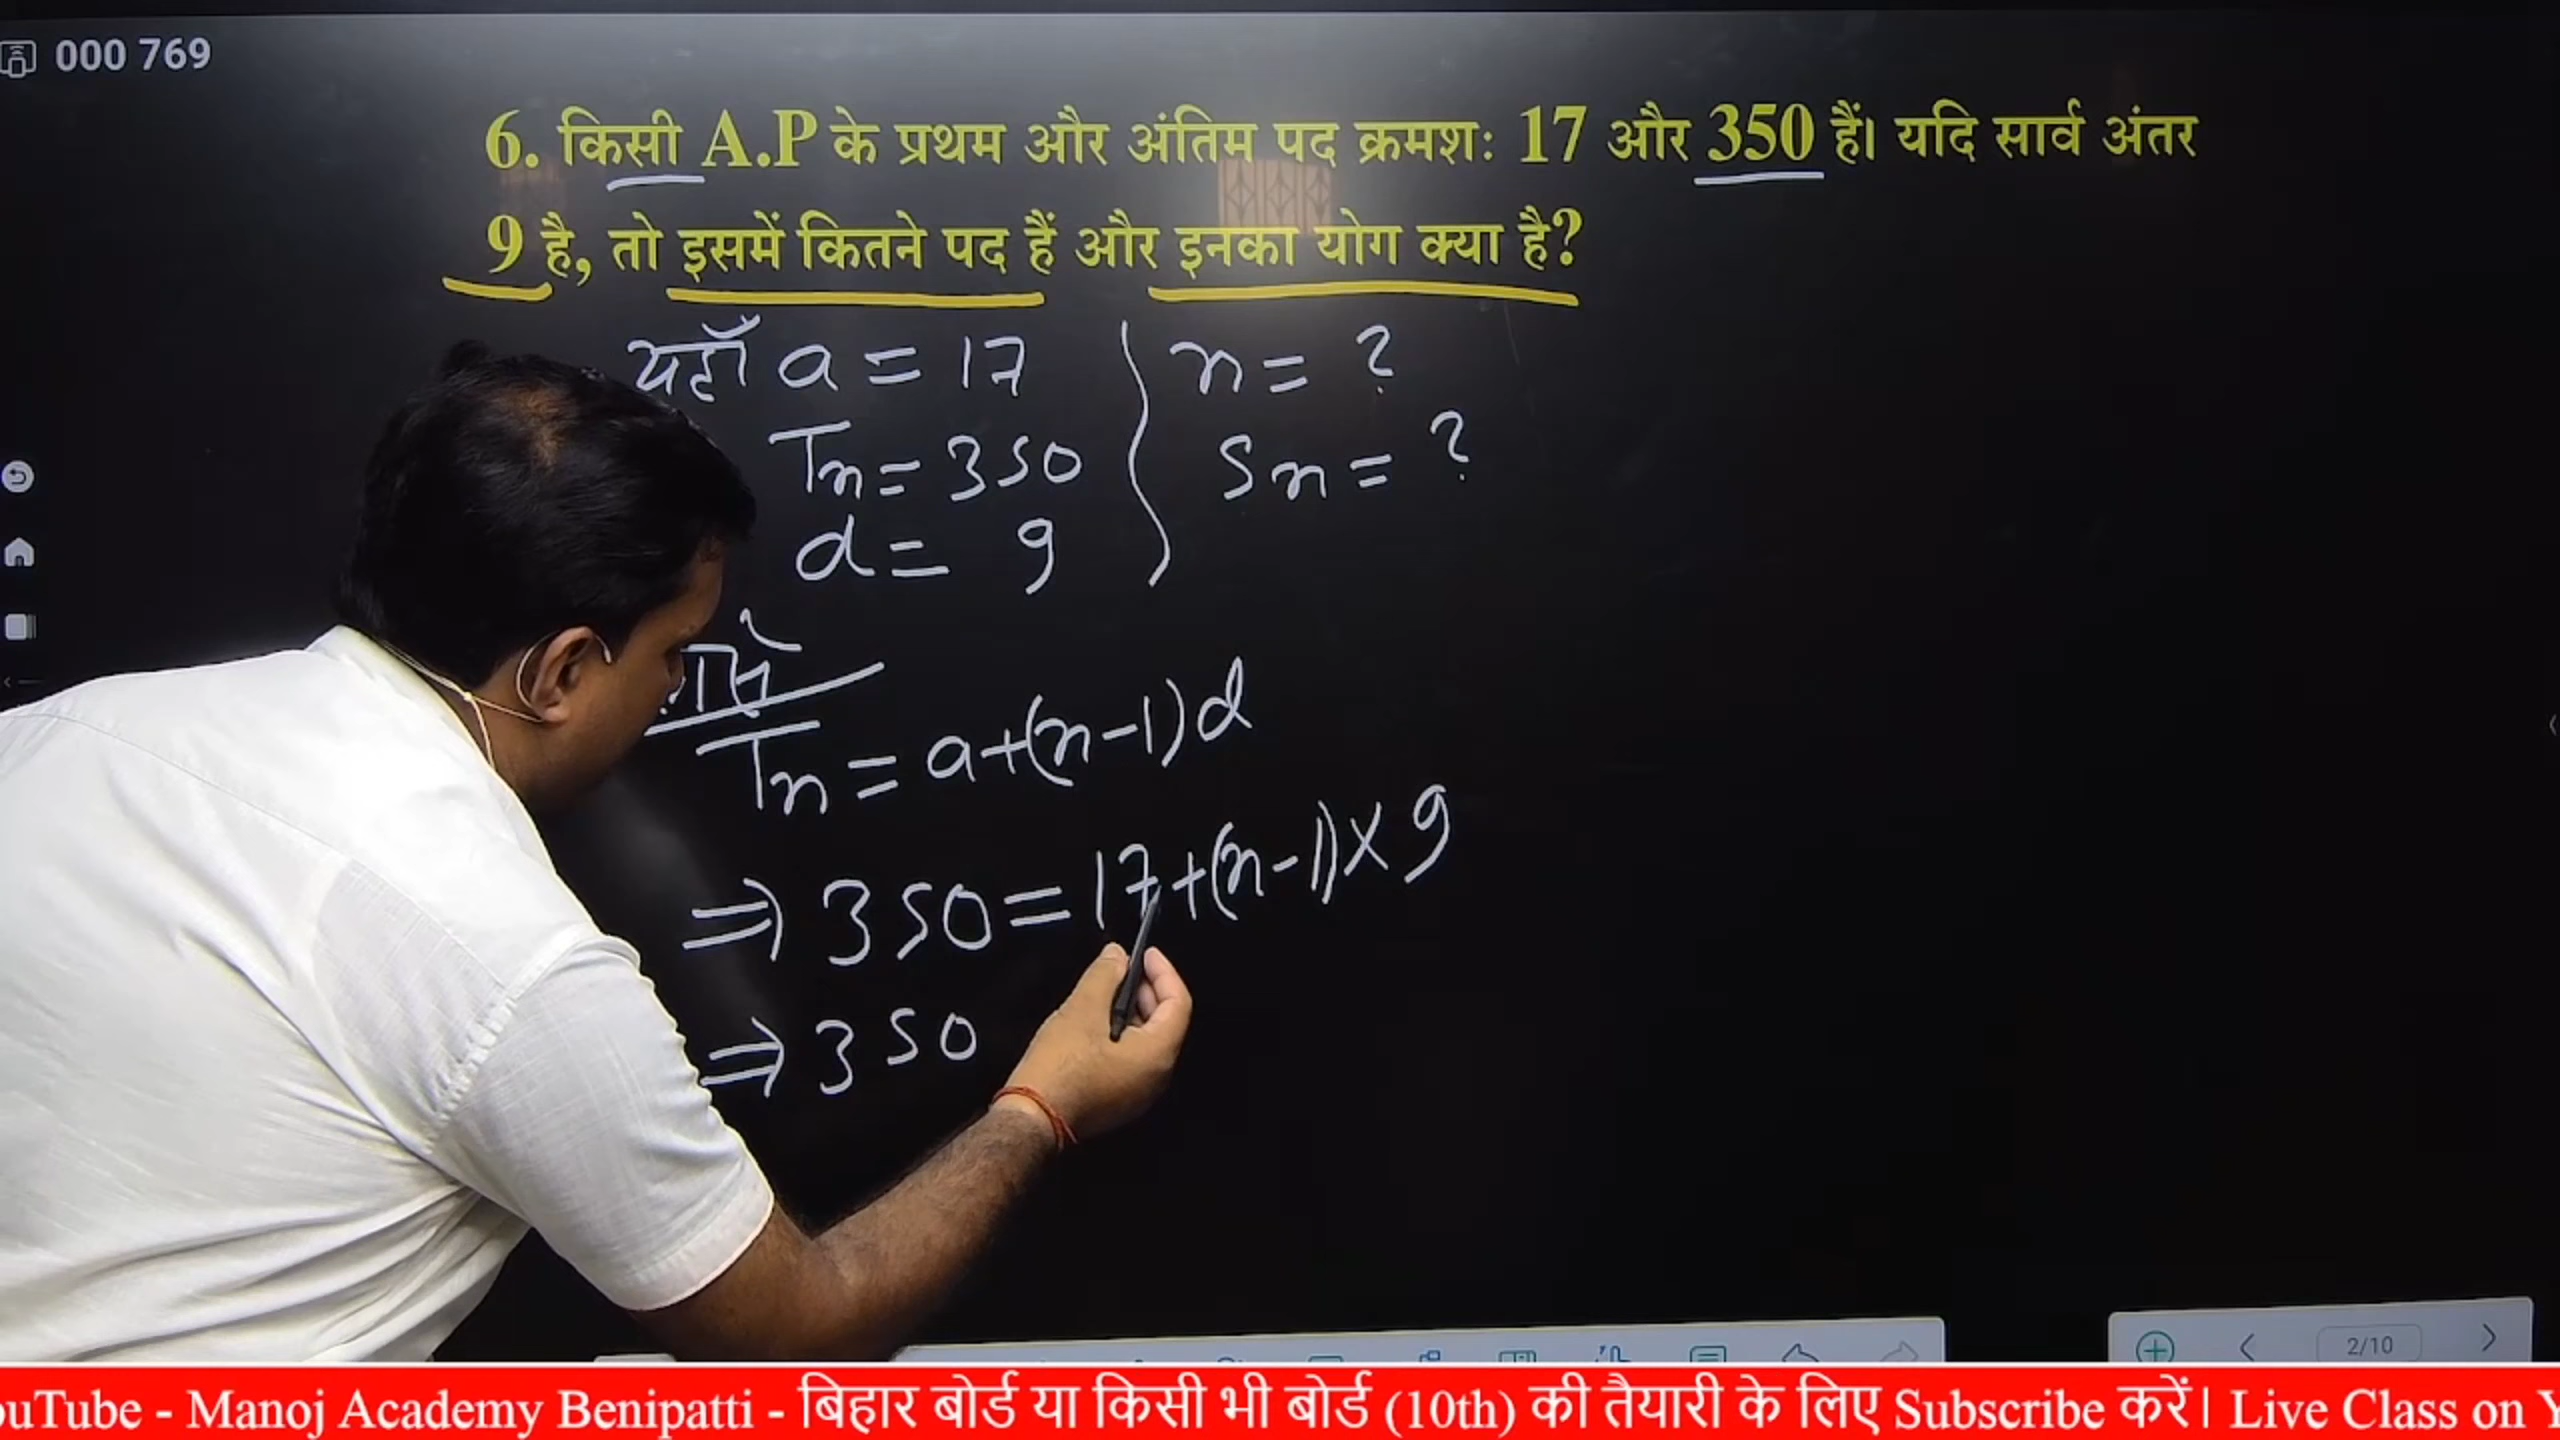 000 769
6. किसी A.P के प्रथम और अंतिम पद क्रमशः 17 और 350 हैं। यदि सार्व अंतर
9 है, तो इसमें कितने पद हैं और इनका योग क्या है?
यहाँ a = 17
Tn = 350
d = 9
n = ?
Sn = ?
Tn = a+(n-1)d
⇒ 350 = 17+(n-1)×9
⇒ 350
2/10
ouTube - Manoj Academy Benipatti - बिहार बोर्ड या किसी भी बोर्ड (10th) की तैयारी के लिए Subscribe करें। Live Class on Y